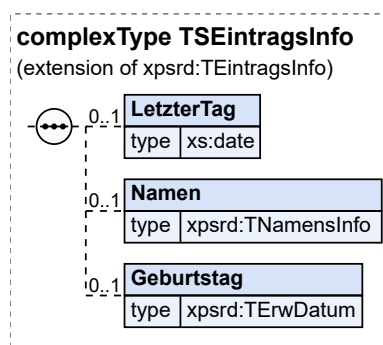 complexType TSEintragsInfo
(extension of xpsrd:TEintragsInfo)
0..1 LetzterTag
type xs:date
0..1 Namen
type xpsrd:TNamensInfo
0..1 Geburtstag
type xpsrd:TErwDatum